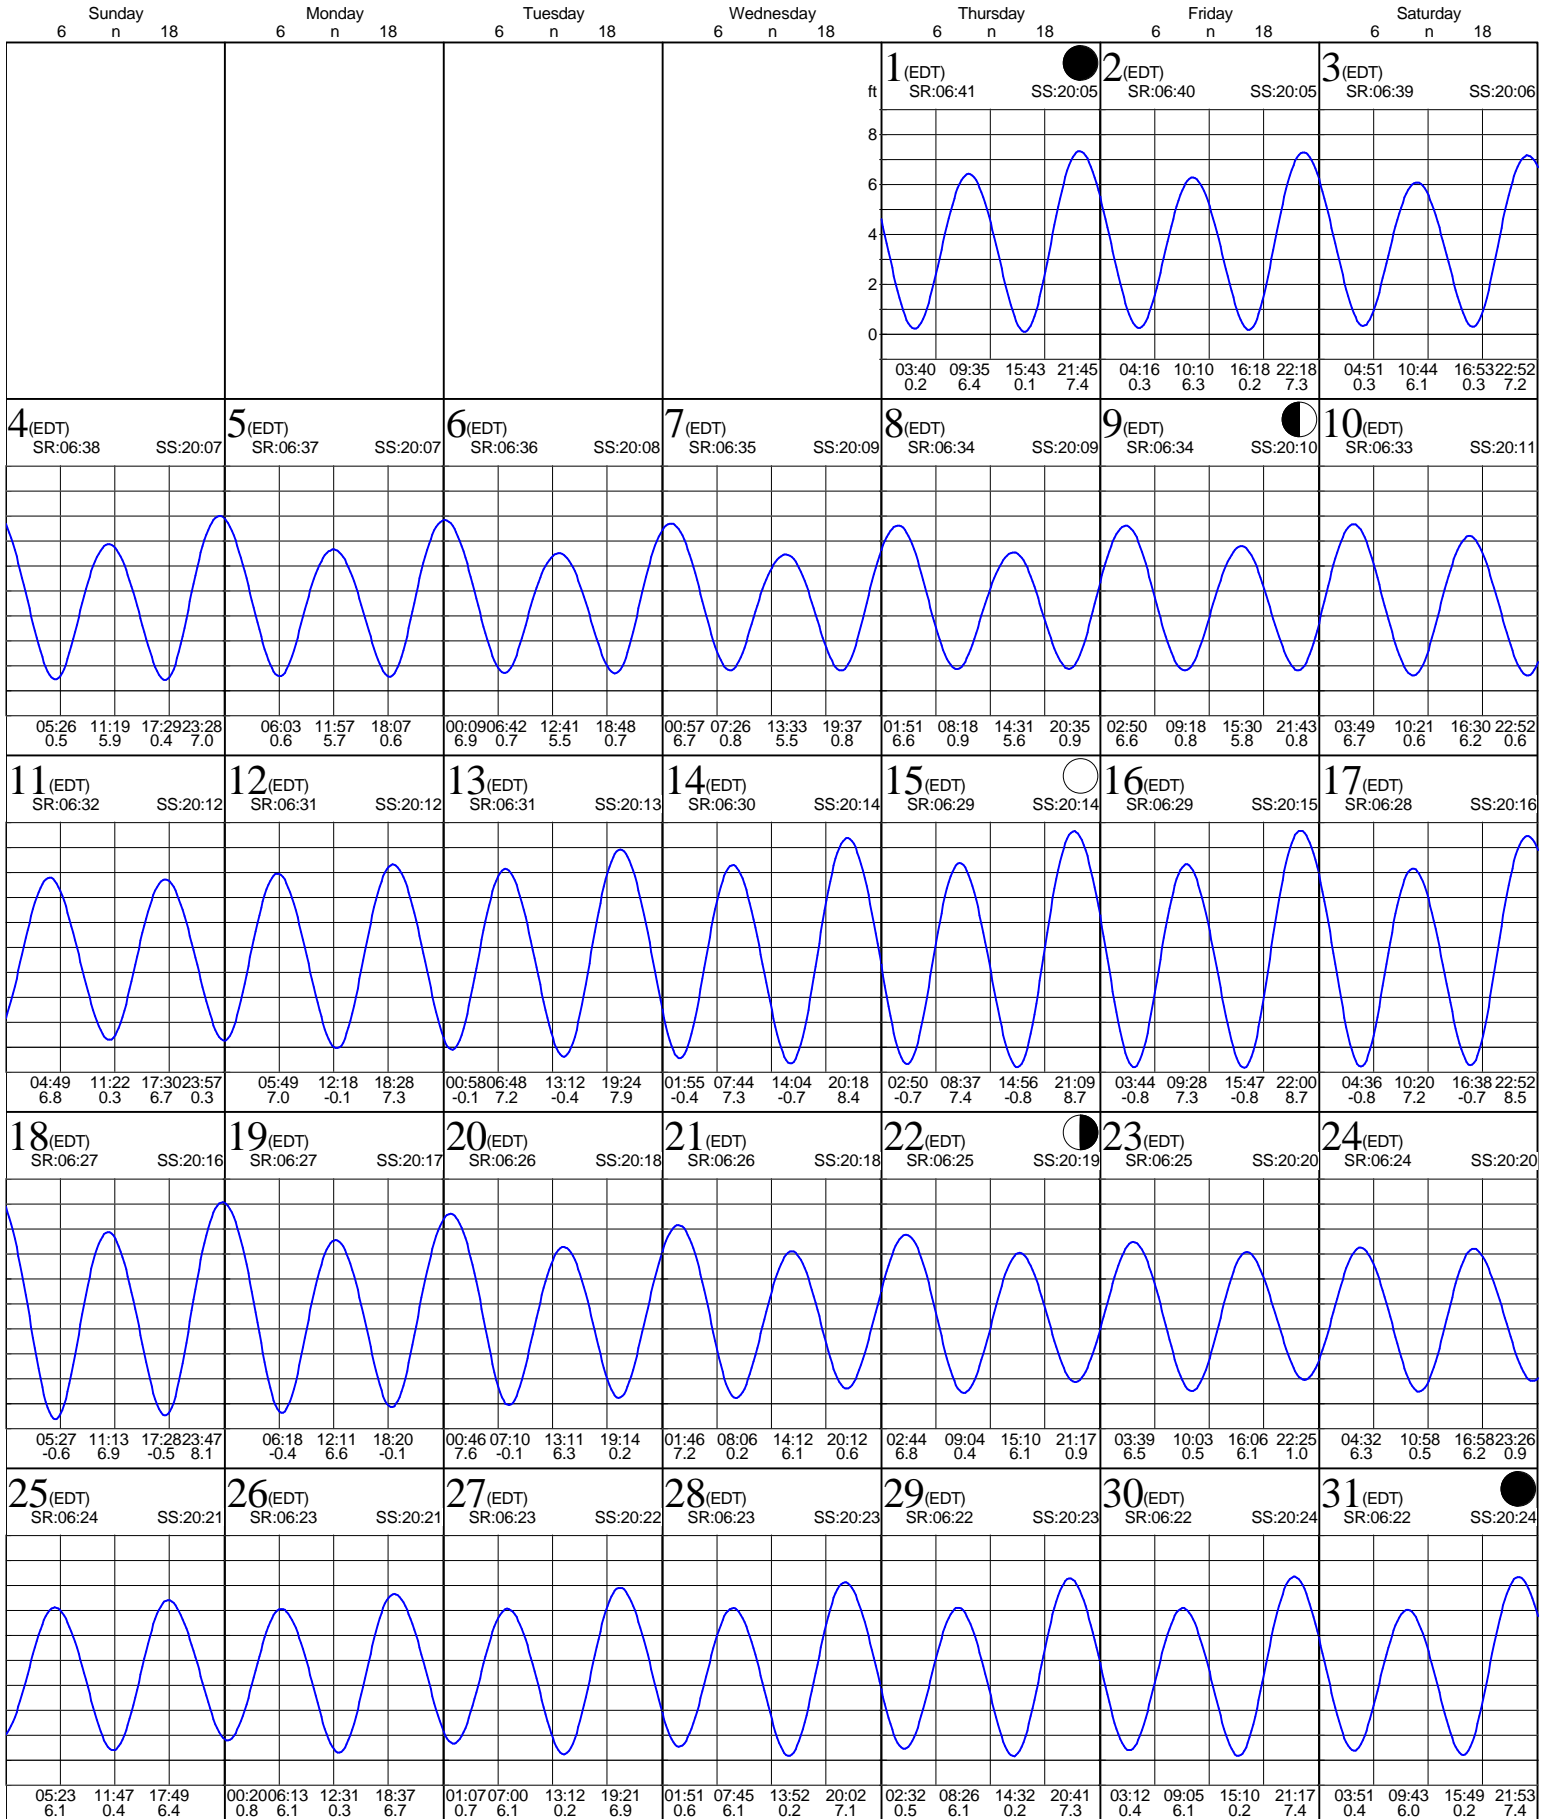 Sunday Monday Tuesday Wednesday Thursday Friday Saturday
6 n 18 6 n 18 6 n 18 6 n 18 6 n 18 6 n 18 6 n 18
1(EDT) 2(EDT) 3(EDT)
ft SR:06:41 SS:20:05 SR:06:40 SS:20:05 SR:06:39 SS:20:06
8
6
4
2
0
03:40 09:35 15:43 21:45 04:16 10:10 16:18 22:18 04:51 10:44 16:53 22:52
0.2 6.4 0.1 7.4 0.3 6.3 0.2 7.3 0.3 6.1 0.3 7.2
4(EDT) 5(EDT) 6(EDT) 7(EDT) 8(EDT) 9(EDT) 10(EDT)
SR:06:38 SS:20:07 SR:06:37 SS:20:07 SR:06:36 SS:20:08 SR:06:35 SS:20:09 SR:06:34 SS:20:09 SR:06:34 SS:20:10 SR:06:33 SS:20:11
05:26 11:19 17:29 23:28 06:03 11:57 18:07 00:09 06:42 12:41 18:48 00:57 07:26 13:33 19:37 01:51 08:18 14:31 20:35 02:50 09:18 15:30 21:43 03:49 10:21 16:30 22:52
0.5 5.9 0.4 7.0 0.6 5.7 0.6 6.9 0.7 5.5 0.7 6.7 0.8 5.5 0.8 6.6 0.9 5.6 0.9 6.6 0.8 5.8 0.8 6.7 0.6 6.2 0.6
11(EDT) 12(EDT) 13(EDT) 14(EDT) 15(EDT) 16(EDT) 17(EDT)
SR:06:32 SS:20:12 SR:06:31 SS:20:12 SR:06:31 SS:20:13 SR:06:30 SS:20:14 SR:06:29 SS:20:14 SR:06:29 SS:20:15 SR:06:28 SS:20:16
04:49 11:22 17:30 23:57 05:49 12:18 18:28 00:58 06:48 13:12 19:24 01:55 07:44 14:04 20:18 02:50 08:37 14:56 21:09 03:44 09:28 15:47 22:00 04:36 10:20 16:38 22:52
6.8 0.3 6.7 0.3 7.0 -0.1 7.3 -0.1 7.2 -0.4 7.9 -0.4 7.3 -0.7 8.4 -0.7 7.4 -0.8 8.7 -0.8 7.3 -0.8 8.7 -0.8 7.2 -0.7 8.5
18(EDT) 19(EDT) 20(EDT) 21(EDT) 22(EDT) 23(EDT) 24(EDT)
SR:06:27 SS:20:16 SR:06:27 SS:20:17 SR:06:26 SS:20:18 SR:06:26 SS:20:18 SR:06:25 SS:20:19 SR:06:25 SS:20:20 SR:06:24 SS:20:20
05:27 11:13 17:28 23:47 06:18 12:11 18:20 00:46 07:10 13:11 19:14 01:46 08:06 14:12 20:12 02:44 09:04 15:10 21:17 03:39 10:03 16:06 22:25 04:32 10:58 16:58 23:26
-0.6 6.9 -0.5 8.1 -0.4 6.6 -0.1 7.6 -0.1 6.3 0.2 7.2 0.2 6.1 0.6 6.8 0.4 6.1 0.9 6.5 0.5 6.1 1.0 6.3 0.5 6.2 0.9
25(EDT) 26(EDT) 27(EDT) 28(EDT) 29(EDT) 30(EDT) 31(EDT)
SR:06:24 SS:20:21 SR:06:23 SS:20:21 SR:06:23 SS:20:22 SR:06:23 SS:20:23 SR:06:22 SS:20:23 SR:06:22 SS:20:24 SR:06:22 SS:20:24
05:23 11:47 17:49 00:20 06:13 12:31 18:37 01:07 07:00 13:12 19:21 01:51 07:45 13:52 20:02 02:32 08:26 14:32 20:41 03:12 09:05 15:10 21:17 03:51 09:43 15:49 21:53
6.1 0.4 6.4 0.8 6.1 0.3 6.7 0.7 6.1 0.2 6.9 0.6 6.1 0.2 7.1 0.5 6.1 0.2 7.3 0.4 6.1 0.2 7.4 0.4 6.0 0.2 7.4